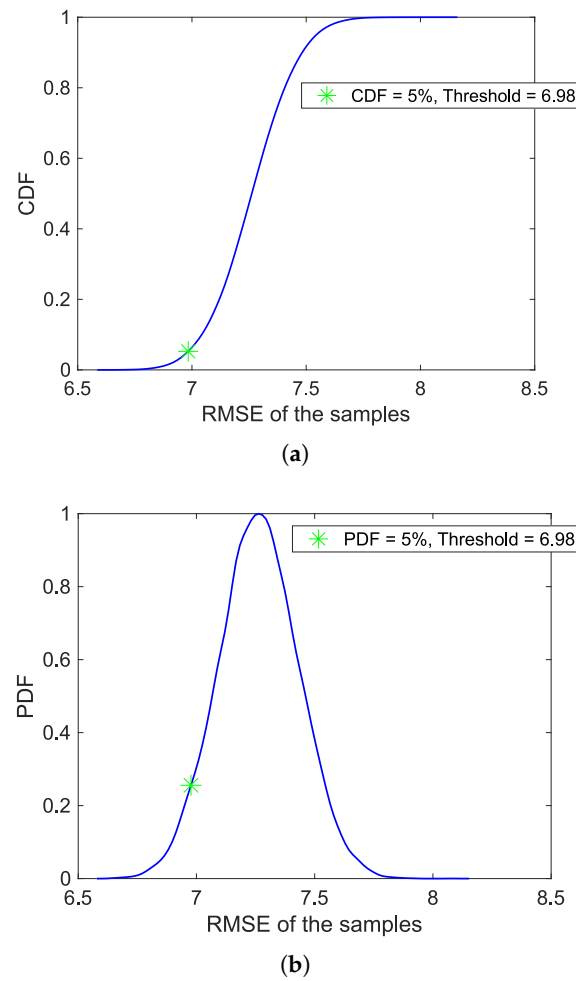 1
0.8
0.6
0.4
0.2
0
CDF
CDF = 5%, Threshold = 6.98
6.5 7 7.5 8 8.5
RMSE of the samples
(a)
1
0.8
0.6
0.4
0.2
0
PDF
PDF = 5%, Threshold = 6.98
6.5 7 7.5 8 8.5
RMSE of the samples
(b)